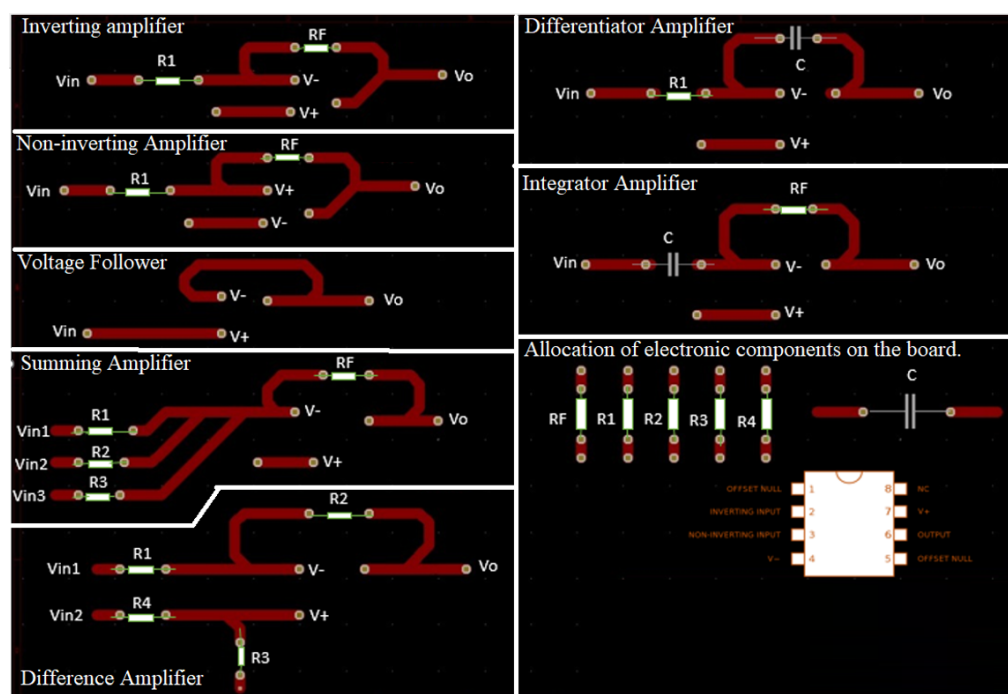 Inverting amplifier
RF
R1
Vin
V-
Vo
V+
Non-inverting Amplifier
RF
R1
Vin
V+
Vo
V-
Voltage Follower
V-
Vo
Vin
V+
Summing Amplifier
RF
R1
V-
Vin1
Vo
R2
Vin2
V+
R3
Vin3
R2
R1
Vin1
V-
Vo
R4
Vin2
V+
R3
Difference Amplifier
Differentiator Amplifier
C
R1
Vin
V-
Vo
V+
Integrator Amplifier
RF
C
Vin
V-
Vo
V+
Allocation of electronic components on the board.
C
RF R1 R2 R3 R4
OFFSET NULL 1 8 NC
INVERTING INPUT 2 7 V+
NON-INVERTING INPUT 3 6 OUTPUT
V− 4 5 OFFSET NULL